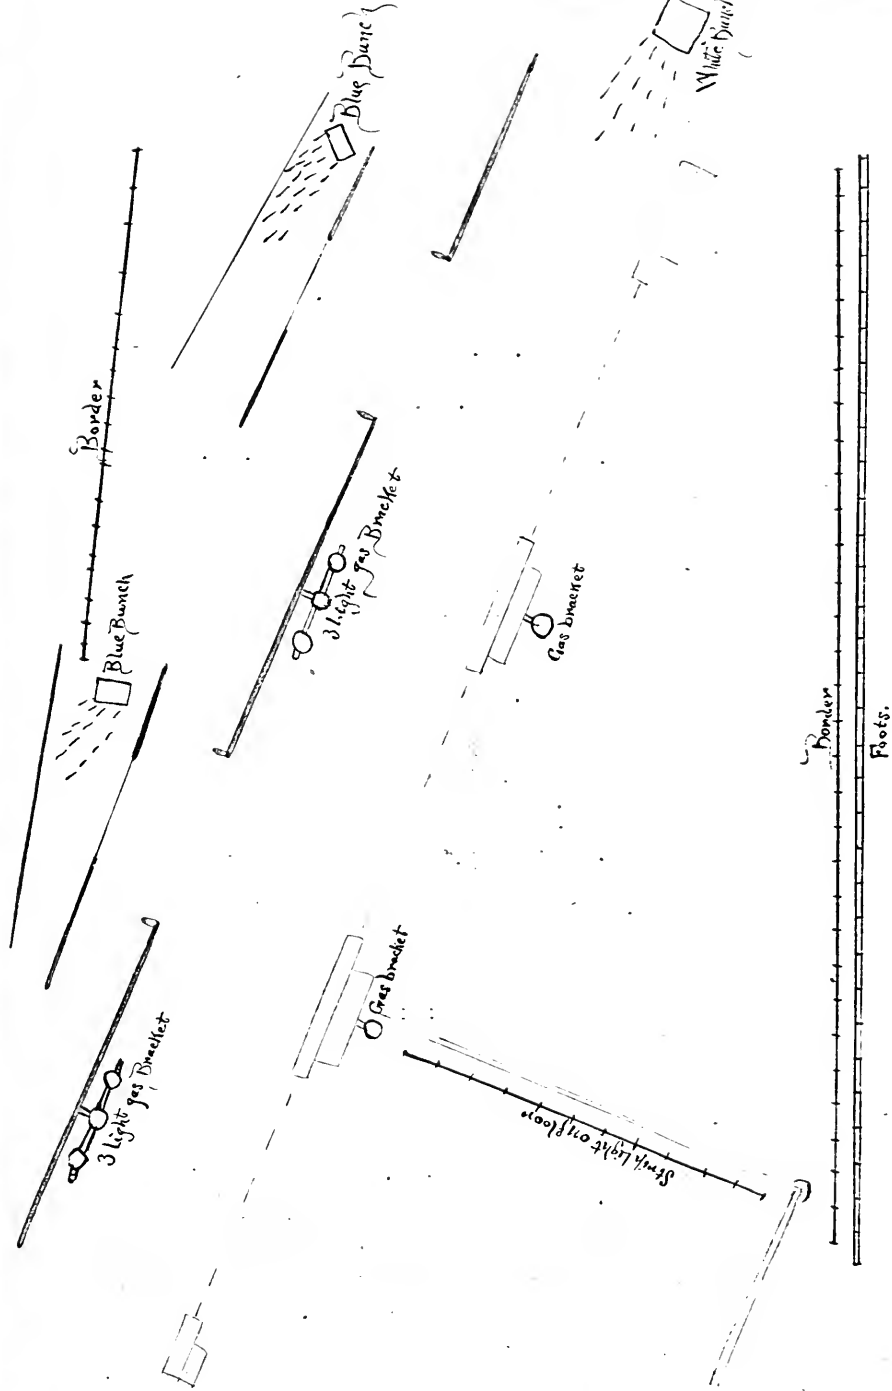 Blue Bunch
White Bunch
Border
3 Light gas Bracket
Blue Bunch
Gas bracket
Border
Foots.
Gas bracket
3 Light gas Bracket
Strip Light on floor